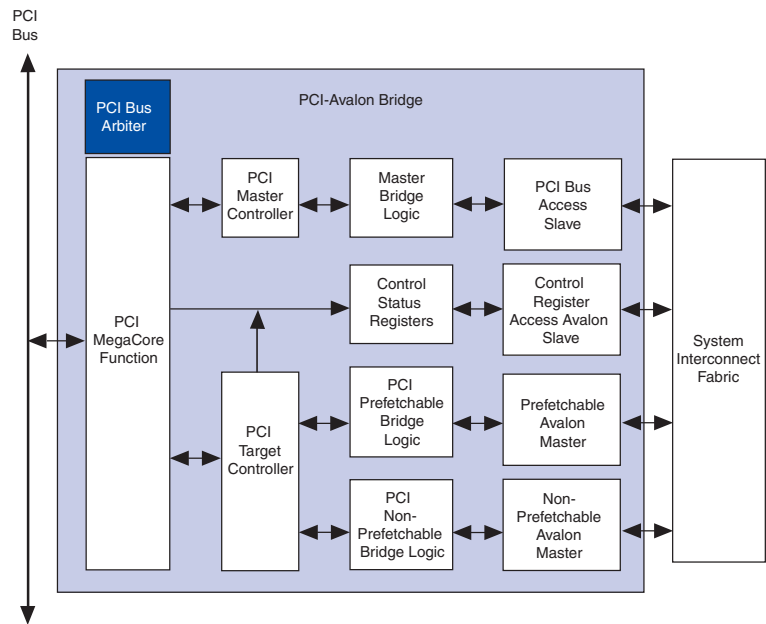 PCI
Bus
PCI-Avalon Bridge
PCI Bus
Arbiter
PCI
MegaCore
Function
PCI
Master
Controller
Master
Bridge
Logic
PCI Bus
Access
Slave
Control
Status
Registers
Control
Register
Access Avalon
Slave
PCI
Target
Controller
PCI
Prefetchable
Bridge
Logic
Prefetchable
Avalon
Master
PCI
Non-
Prefetchable
Bridge Logic
Non-
Prefetchable
Avalon
Master
System
Interconnect
Fabric